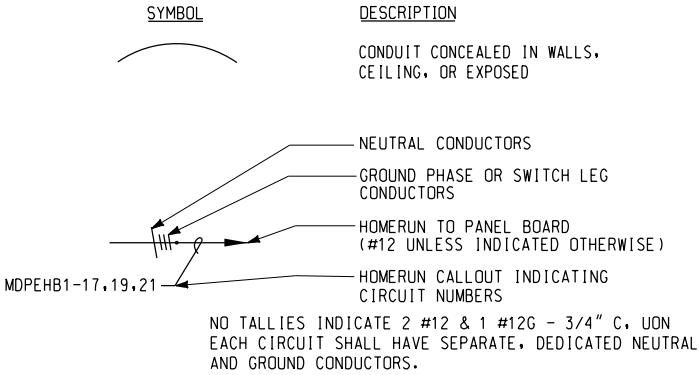 SYMBOL DESCRIPTION
CONDUIT CONCEALED IN WALLS,
CEILING, OR EXPOSED
NEUTRAL CONDUCTORS
GROUND PHASE OR SWITCH LEG
CONDUCTORS
HOMERUN TO PANEL BOARD
(#12 UNLESS INDICATED OTHERWISE)
MDPEHB1-17,19,21
HOMERUN CALLOUT INDICATING
CIRCUIT NUMBERS
NO TALLIES INDICATE 2 #12 & 1 #12G - 3/4" C, UON
EACH CIRCUIT SHALL HAVE SEPARATE, DEDICATED NEUTRAL
AND GROUND CONDUCTORS.